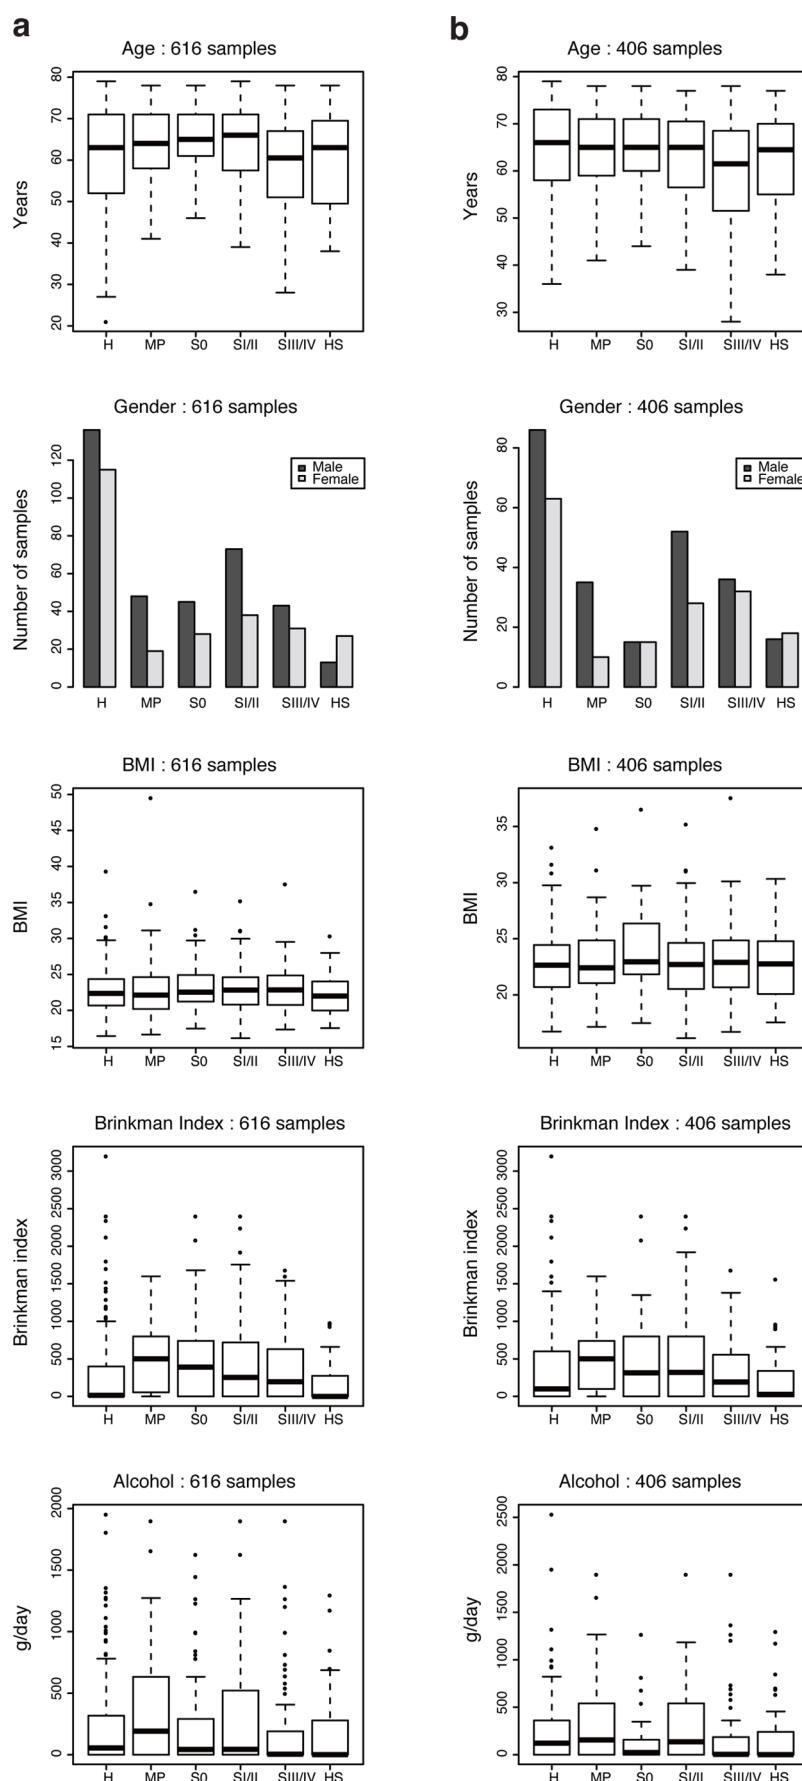 a
b
Age : 616 samples
Age : 406 samples
Years
20 30 40 50 60 70 80
H MP S0 SI/II SIII/IV HS
Years
30 40 50 60 70 80
H MP S0 SI/II SIII/IV HS
Gender : 616 samples
Gender : 406 samples
Number of samples
0 20 40 60 80 100 120
Male
Female
H MP S0 SI/II SIII/IV HS
Number of samples
0 20 40 60 80
Male
Female
H MP S0 SI/II SIII/IV HS
BMI : 616 samples
BMI : 406 samples
BMI
15 20 25 30 35 40 45 50
H MP S0 SI/II SIII/IV HS
BMI
20 25 30 35
H MP S0 SI/II SIII/IV HS
Brinkman Index : 616 samples
Brinkman Index : 406 samples
Brinkman index
0 500 1000 1500 2000 2500 3000
H MP S0 SI/II SIII/IV HS
Brinkman index
0 500 1000 1500 2000 2500 3000
H MP S0 SI/II SIII/IV HS
Alcohol : 616 samples
Alcohol : 406 samples
g/day
0 500 1000 1500 2000
H MP S0 SI/II SIII/IV HS
g/day
0 500 1000 1500 2000 2500
H MP S0 SI/II SIII/IV HS